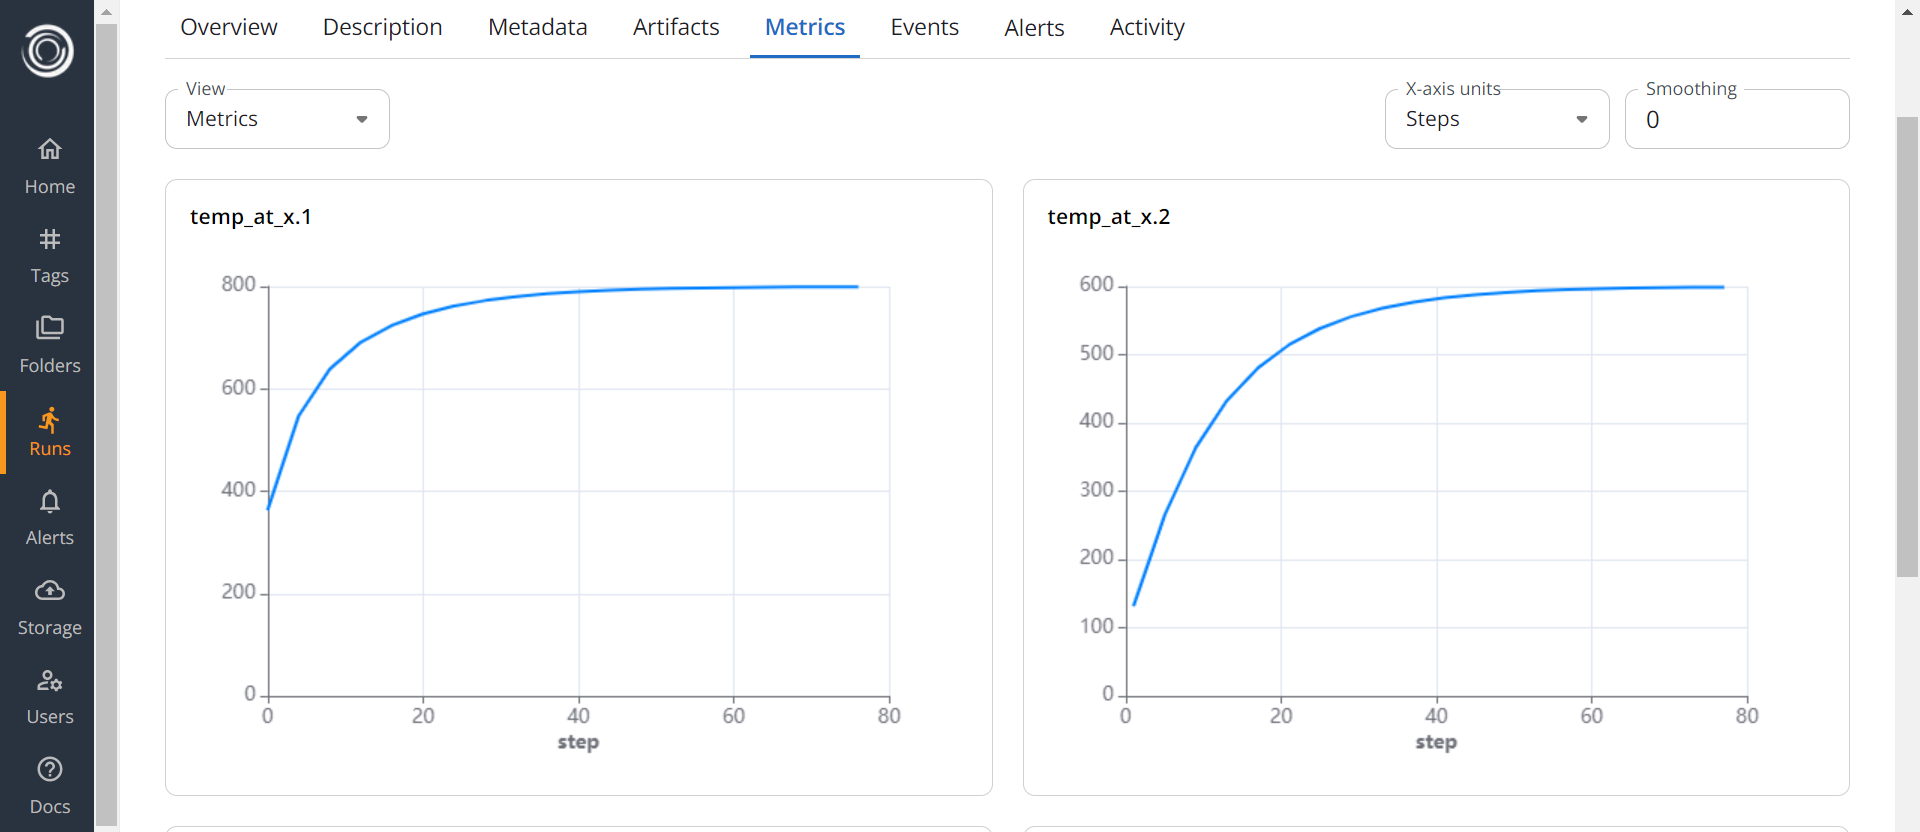 Overview Description Metadata Artifacts Metrics Events Alerts Activity
View
Metrics
X-axis units
Steps
Smoothing
0
Home
Tags
Folders
Runs
Alerts
Storage
Users
Docs
temp_at_x.1
800
600
400
200
0
0 20 40 60 80
step
temp_at_x.2
600
500
400
300
200
100
0
0 20 40 60 80
step